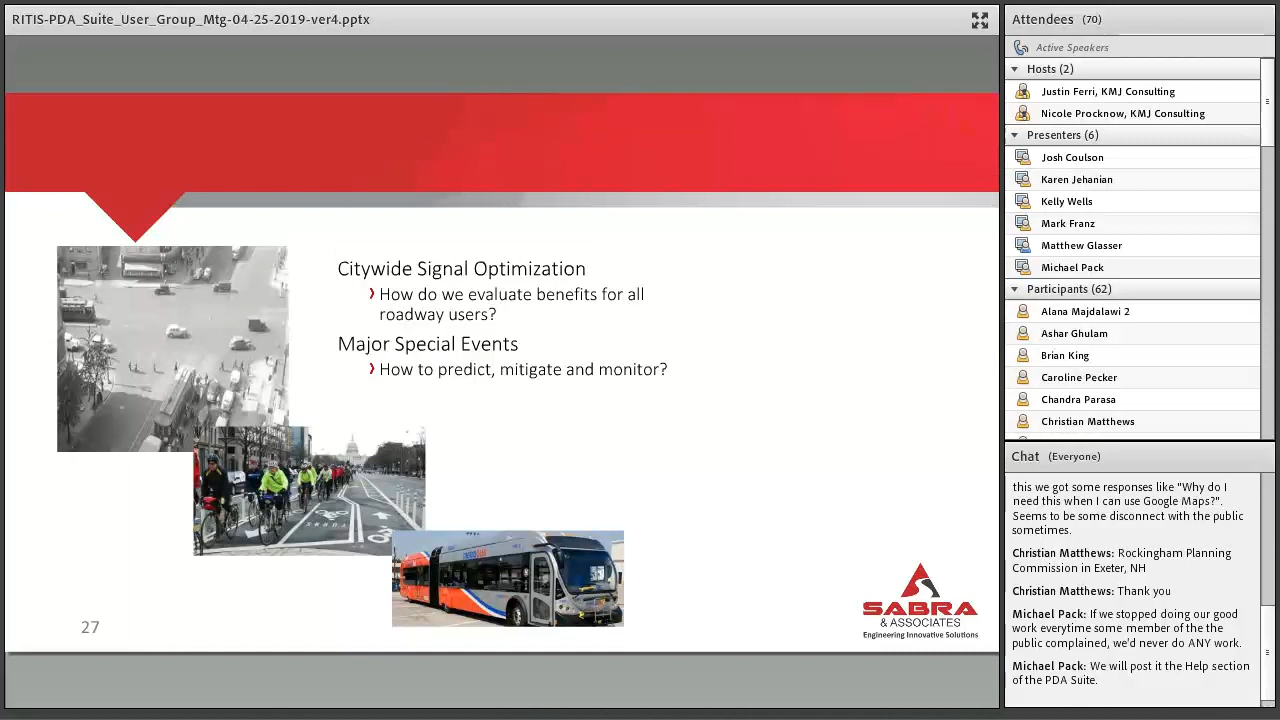 RITIS-PDA_Suite_User_Group_Mtg-04-25-2019-ver4.pptx
Citywide Signal Optimization
How do we evaluate benefits for all
roadway users?
Major Special Events
How to predict, mitigate and monitor?
27
SABRA
& ASSOCIATES
Engineering Innovative Solutions
Attendees (70)
Active Speakers
Hosts (2)
Justin Ferri, KMJ Consulting
Nicole Procknow, KMJ Consulting
Presenters (6)
Josh Coulson
Karen Jehanian
Kelly Wells
Mark Franz
Matthew Glasser
Michael Pack
Participants (62)
Alana Majdalawi 2
Ashar Ghulam
Brian King
Caroline Pecker
Chandra Parasa
Christian Matthews
Chat (Everyone)
this we got some responses like "Why do I
need this when I can use Google Maps?".
Seems to be some disconnect with the public
sometimes.
Christian Matthews: Rockingham Planning
Commission in Exeter, NH
Christian Matthews: Thank you
Michael Pack: If we stopped doing our good
work everytime some member of the the
public complained, we'd never do ANY work.
Michael Pack: We will post it the Help section
of the PDA Suite.